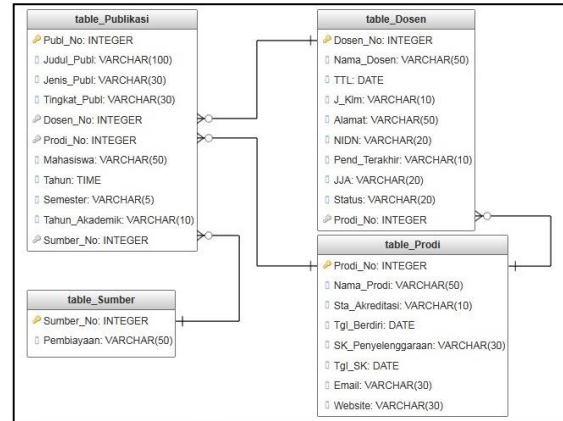 table_Publikasi
Publ_No: INTEGER
Judul_Publ: VARCHAR(100)
Jenis_Publ: VARCHAR(30)
Tingkat_Publ: VARCHAR(30)
Dosen_No: INTEGER
Prodi_No: INTEGER
Mahasiswa: VARCHAR(50)
Tahun: TIME
Semester: VARCHAR(5)
Tahun_Akademik: VARCHAR(10)
Sumber_No: INTEGER
table_Sumber
Sumber_No: INTEGER
Pembiayaan: VARCHAR(50)
table_Dosen
Dosen_No: INTEGER
Nama_Dosen: VARCHAR(50)
TTL: DATE
J_Klm: VARCHAR(10)
Alamat: VARCHAR(50)
NIDN: VARCHAR(20)
Pend_Terakhir: VARCHAR(10)
JJA: VARCHAR(20)
Status: VARCHAR(20)
Prodi_No: INTEGER
table_Prodi
Prodi_No: INTEGER
Nama_Prodi: VARCHAR(50)
Sta_Akreditasi: VARCHAR(10)
Tgl_Berdiri: DATE
SK_Penyelenggaraan: VARCHAR(30)
Tgl_SK: DATE
Email: VARCHAR(30)
Website: VARCHAR(30)